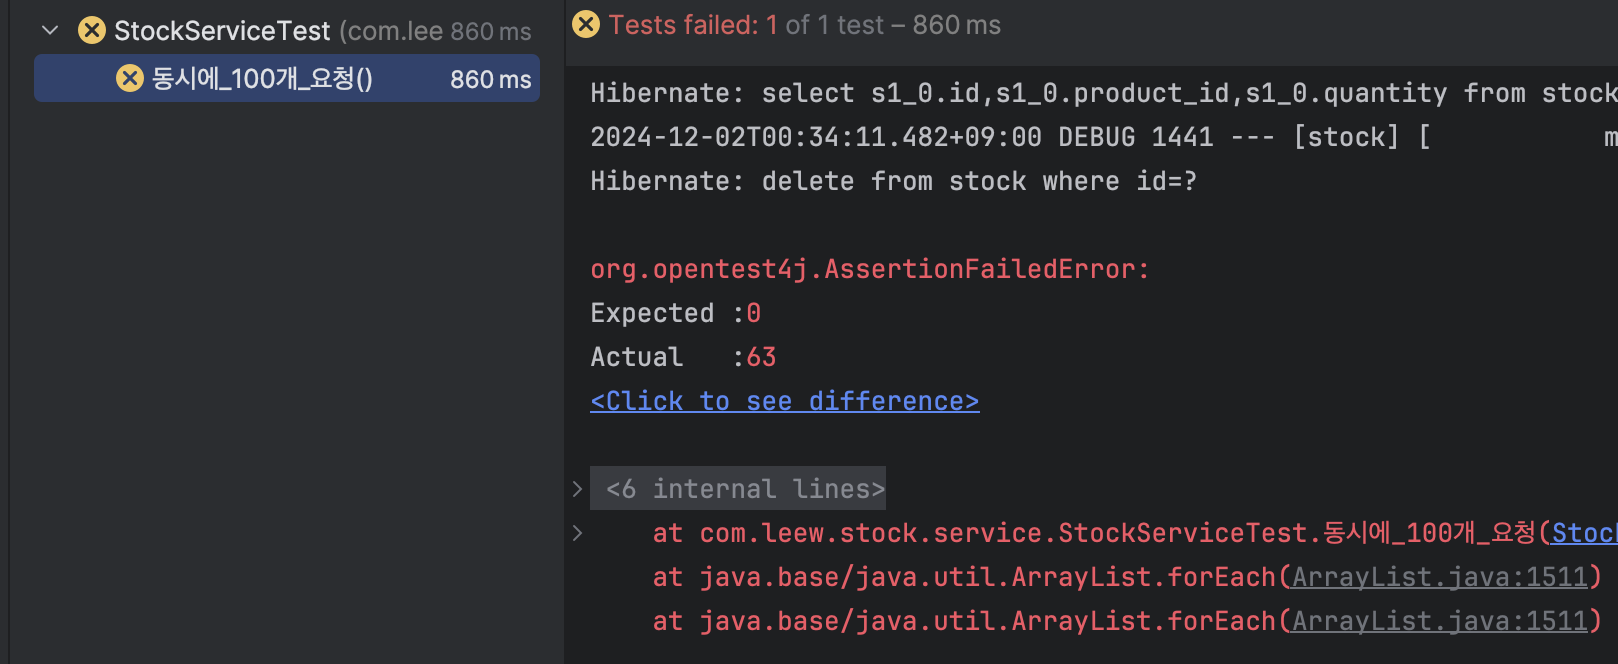 StockServiceTest (com.lee 860 ms
동시에_100개_요청() 860 ms
Tests failed: 1 of 1 test – 860 ms
Hibernate: select s1_0.id,s1_0.product_id,s1_0.quantity from stock
2024-12-02T00:34:11.482+09:00 DEBUG 1441 --- [stock] [ m
Hibernate: delete from stock where id=?
org.opentest4j.AssertionFailedError:
Expected :0
Actual :63
<Click to see difference>
<6 internal lines>
at com.leew.stock.service.StockServiceTest.동시에_100개_요청(Stock
at java.base/java.util.ArrayList.forEach(ArrayList.java:1511)
at java.base/java.util.ArrayList.forEach(ArrayList.java:1511)